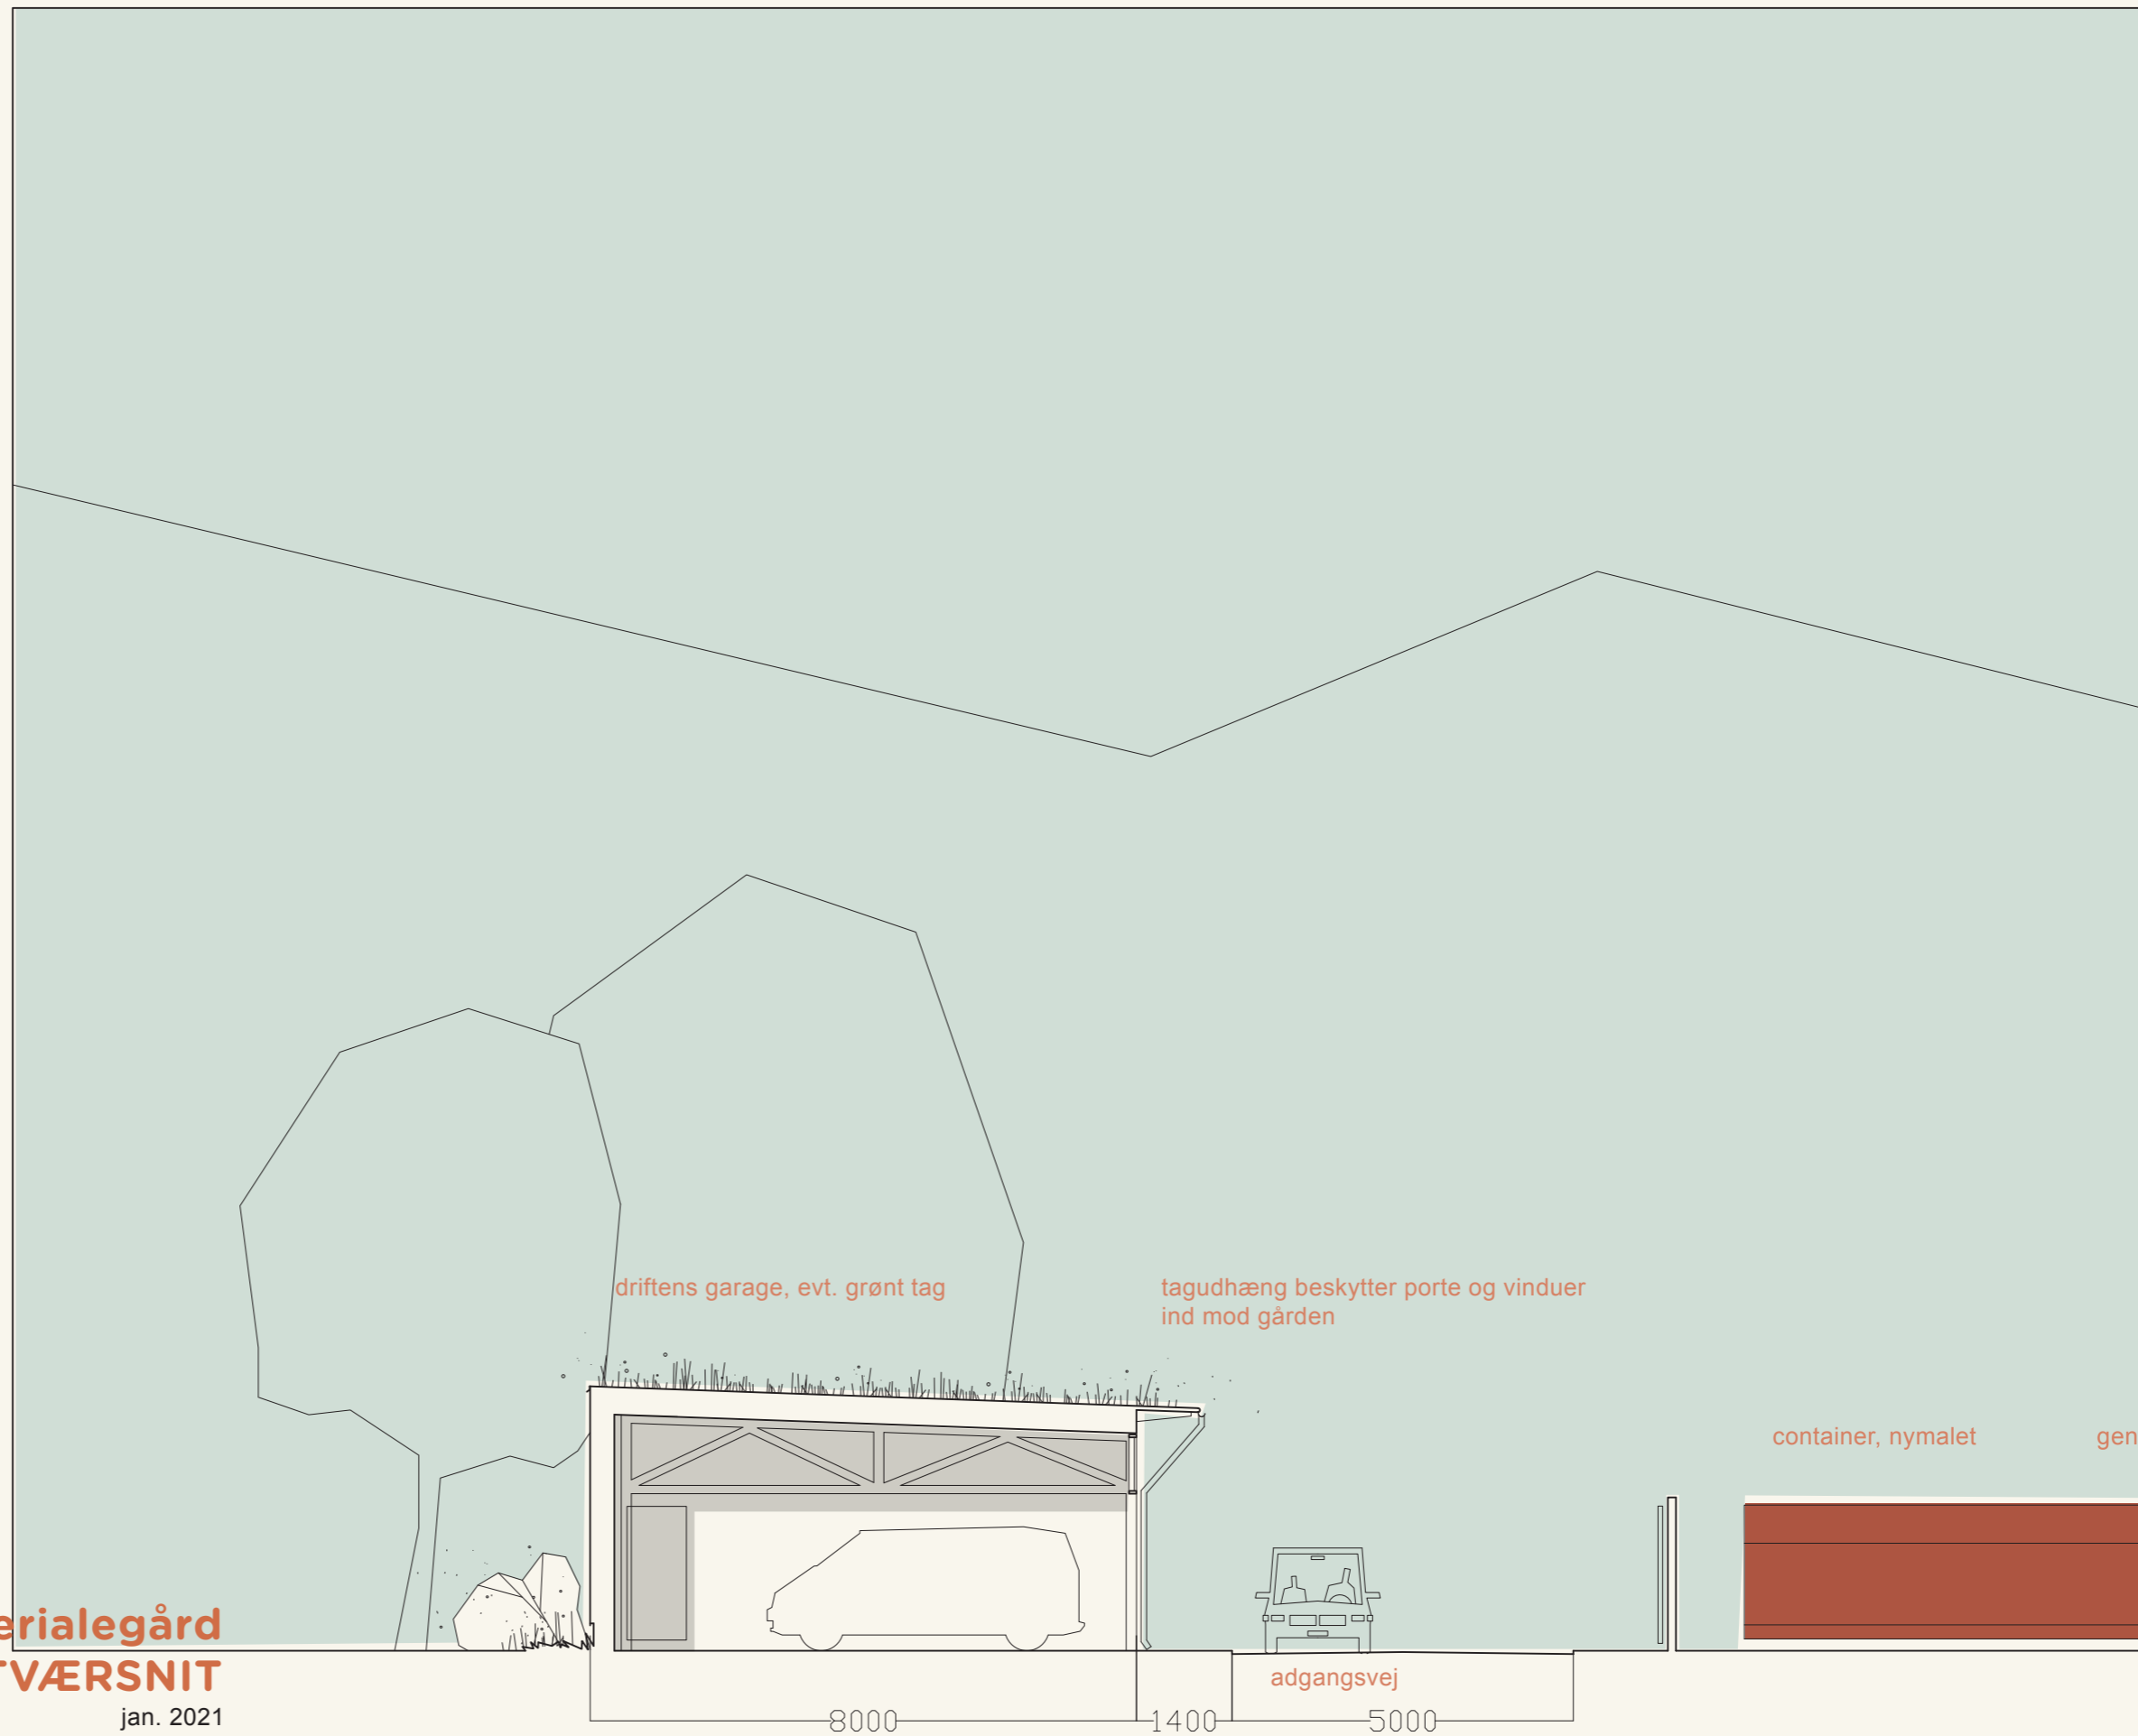 driftens garage, evt. grønt tag
tagudhæng beskytter porte og vinduer
ind mod gården
container, nymalet
gen
erialegård
TVÆRSNIT
jan. 2021
adgangsvej
8000
1400
5000